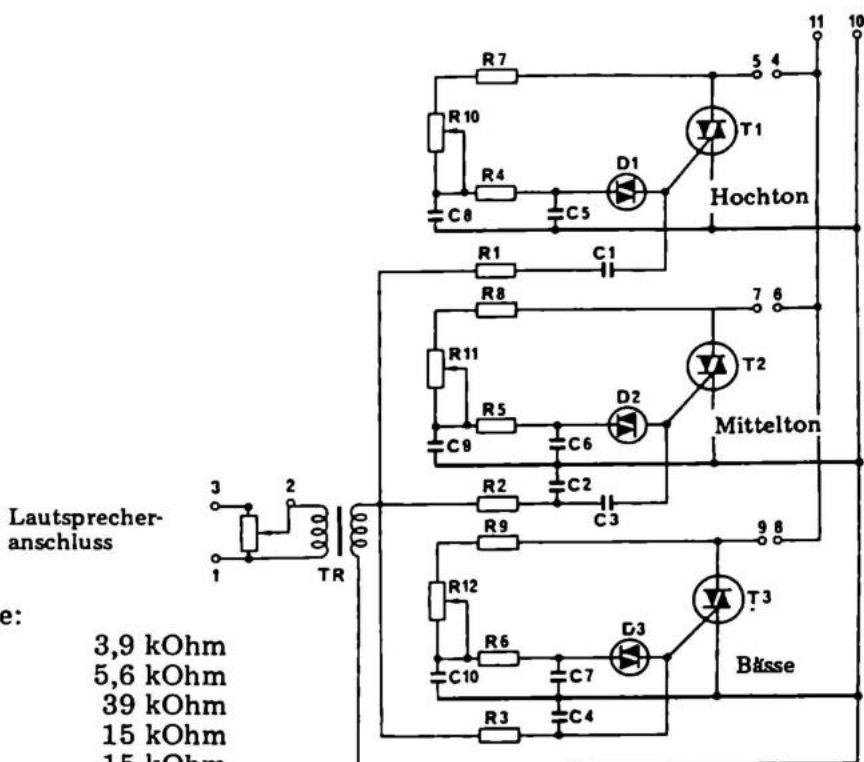 11 10
R7
5 4
R10
T1
D1
R4
Hochton
C8
C5
R1
C1
R8
7 6
R11
T2
D2
R5
Mittelton
C9
C6
C2
3
2
R2
C3
Lautsprecher-
anschluss
R9
9 8
1
TR
R12
T3
D3
R6
Bässe
C10
C7
C4
R3
e:
3,9 kOhm
5,6 kOhm
39 kOhm
15 kOhm
15 kOhm